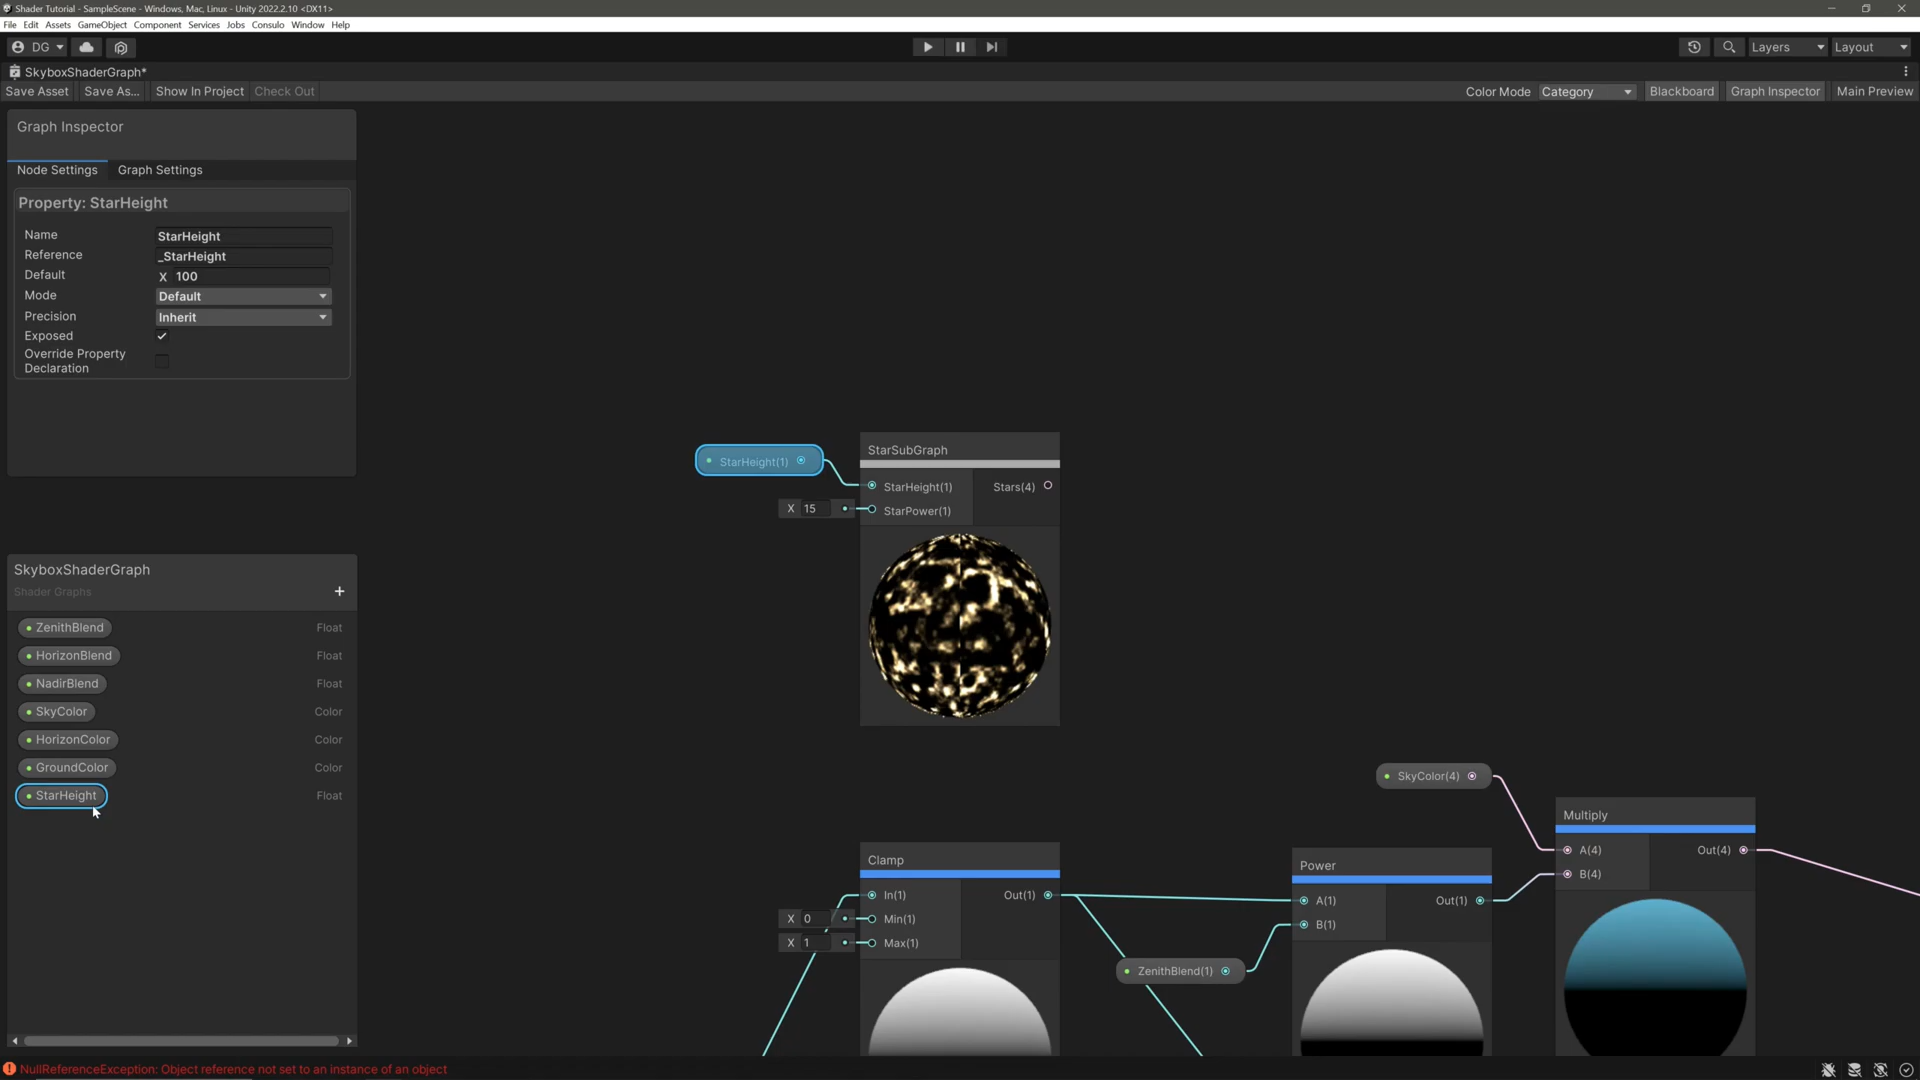 Shader Tutorial - SampleScene - Windows, Mac, Linux - Unity 2022.2.10 <DX11>
File Edit Assets GameObject Component Services Jobs Consulo Window Help
DG Layers Layout
SkyboxShaderGraph*
Save Asset Save As... Show In Project Check Out Color Mode Category Blackboard Graph Inspector Main Preview
Graph Inspector
Node Settings Graph Settings
Property: StarHeight
Name StarHeight
Reference _StarHeight
Default X 100
Mode Default
Precision Inherit
Exposed
Override Property
Declaration
StarSubGraph
StarHeight(1)
StarHeight(1) Stars(4)
X 15 StarPower(1)
SkyboxShaderGraph
Shader Graphs
ZenithBlend Float
HorizonBlend Float
NadirBlend Float
SkyColor Color
HorizonColor Color
GroundColor Color
StarHeight Float
SkyColor(4)
Multiply
A(4) Out(4)
B(4)
Clamp
In(1) Out(1)
X 0 Min(1)
X 1 Max(1)
Power
A(1) Out(1)
B(1)
ZenithBlend(1)
NullReferenceException: Object reference not set to an instance of an object